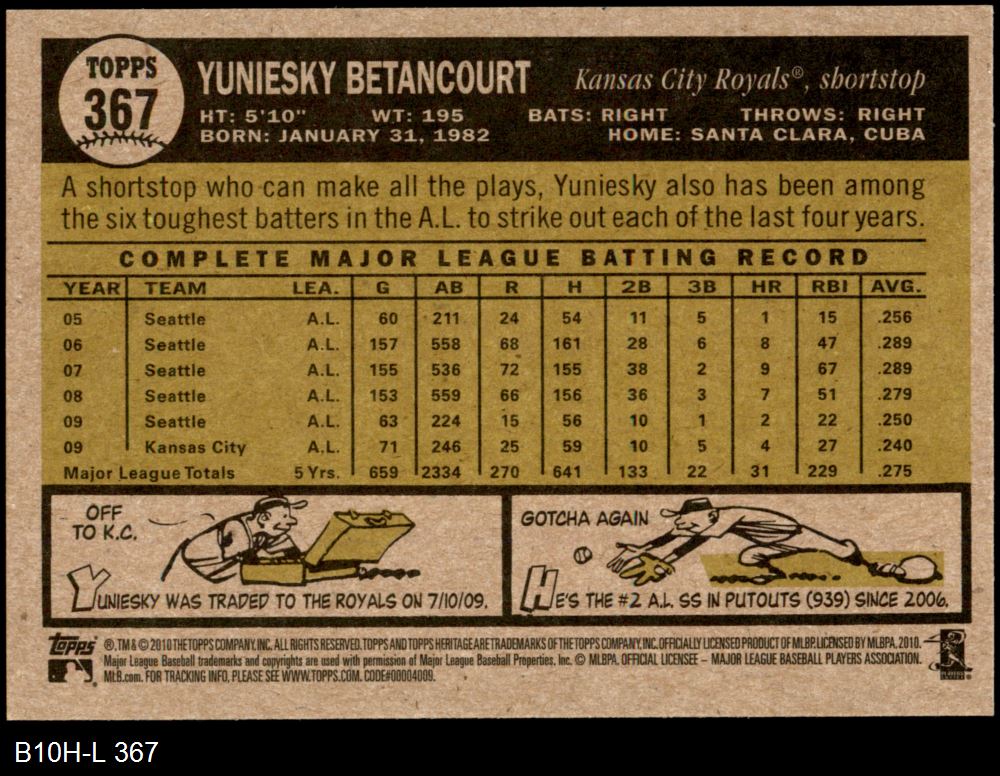 TOPPS
367
YUNIESKY BETANCOURT Kansas City Royals®, shortstop
HT: 5'10" WT: 195 BATS: RIGHT THROWS: RIGHT
BORN: JANUARY 31, 1982 HOME: SANTA CLARA, CUBA
A shortstop who can make all the plays, Yuniesky also has been among
the six toughest batters in the A.L. to strike out each of the last four years.
COMPLETE MAJOR LEAGUE BATTING RECORD
YEAR TEAM LEA. G AB R H 2B 3B HR RBI AVG.
05 Seattle A.L. 60 211 24 54 11 5 1 15 .256
06 Seattle A.L. 157 558 68 161 28 6 8 47 .289
07 Seattle A.L. 155 536 72 155 38 2 9 67 .289
08 Seattle A.L. 153 559 66 156 36 3 7 51 .279
09 Seattle A.L. 63 224 15 56 10 1 2 22 .250
09 Kansas City A.L. 71 246 25 59 10 5 4 27 .240
Major League Totals 5 Yrs. 659 2334 270 641 133 22 31 229 .275
OFF
TO K.C.
YUNIESKY WAS TRADED TO THE ROYALS ON 7/10/09.
GOTCHA AGAIN
HE'S THE #2 A.L. SS IN PUTOUTS (939) SINCE 2006.
topps ®, TM & © 2010 THE TOPPS COMPANY, INC. ALL RIGHTS RESERVED. TOPPS AND TOPPS HERITAGE ARE TRADEMARKS OF THE TOPPS COMPANY, INC. OFFICIALLY LICENSED PRODUCT OF MLBP. LICENSED BY MLBPA, 2010.
Major League Baseball trademarks and copyrights are used with permission of Major League Baseball Properties, Inc. © MLBPA. OFFICIAL LICENSEE – MAJOR LEAGUE BASEBALL PLAYERS ASSOCIATION.
MLB.com. FOR TRACKING INFO, PLEASE SEE WWW.TOPPS.COM. CODE#00004009.
B10H-L 367